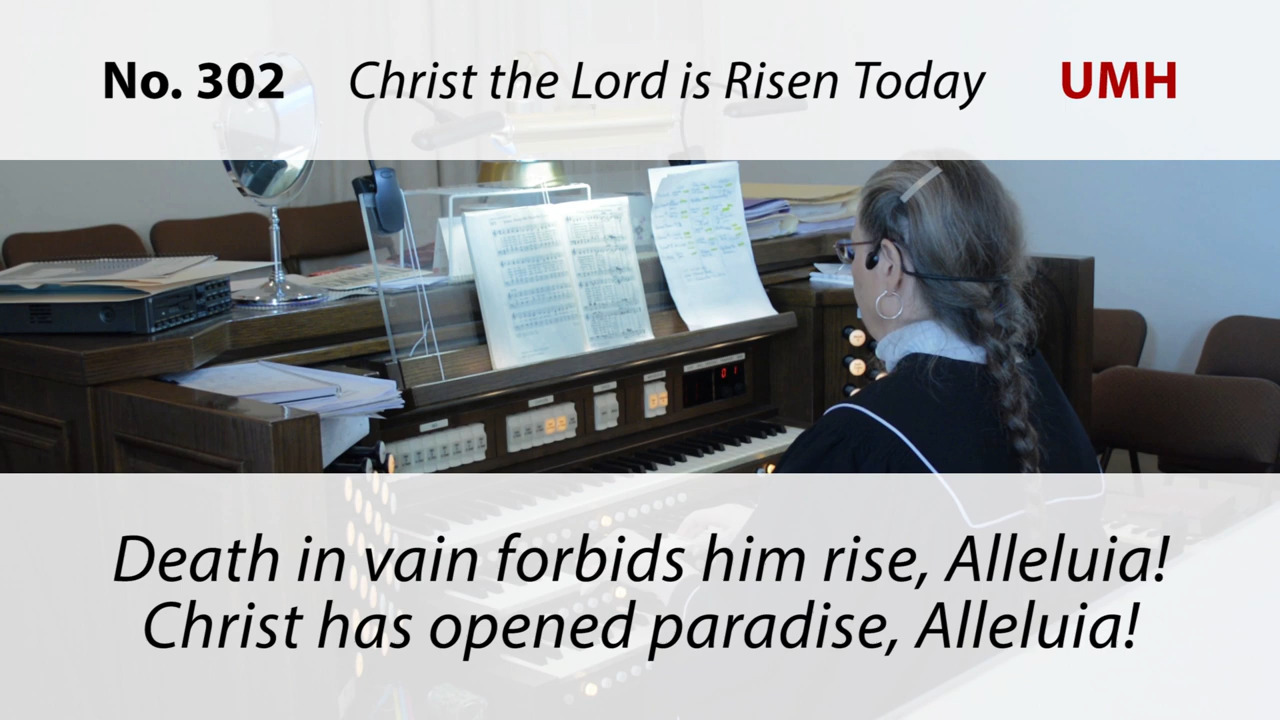 No. 302 Christ the Lord is Risen Today UMH
01
Death in vain forbids him rise, Alleluia!
Christ has opened paradise, Alleluia!